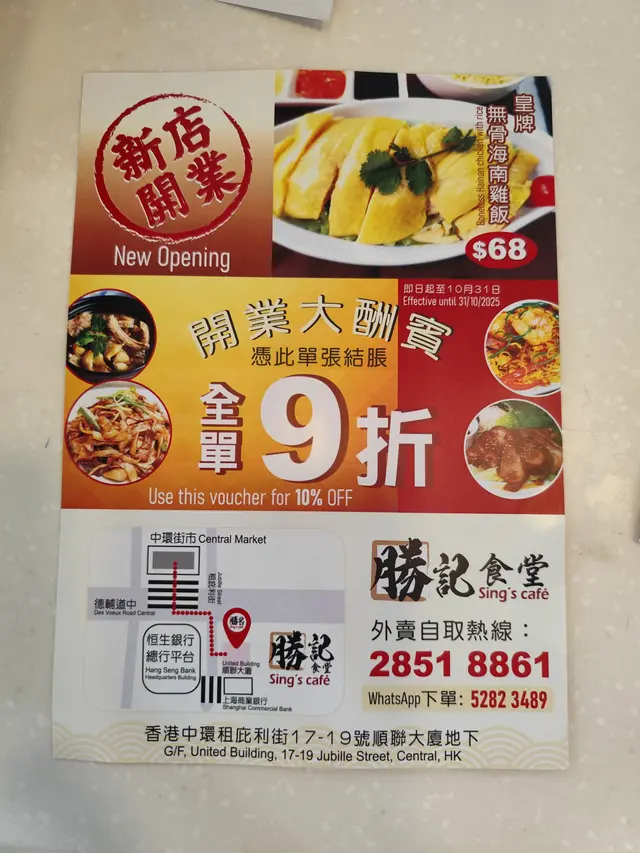 新店
開業
New Opening
皇牌
無骨海南雞飯
Boneless Hainan chicken with rice
$68
即日起至10月31日
Effective until 31/10/2025
開業大酬賓
憑此單張結賬
全單9折
Use this voucher for 10% OFF
中環街市 Central Market
租庇利街
Jubille Street
德輔道中
Des Voeux Road Central
恒生銀行
總行平台
Hang Seng Bank
Headquarters Building
勝記
United Building
順聯大廈
勝記
食堂
Sing's café
上海商業銀行
Shanghai Commercial Bank
勝記食堂
Sing's café
外賣自取熱線：
2851 8861
WhatsApp下單: 5282 3489
香港中環租庇利街17-19號順聯大廈地下
G/F, United Building, 17-19 Jubille Street, Central, HK